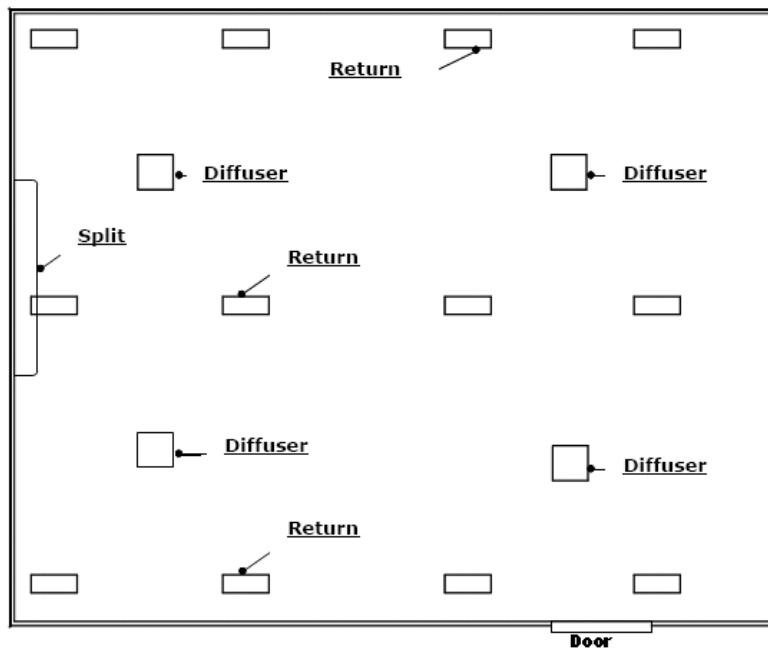 Return
Diffuser
Diffuser
Split
Return
Diffuser
Diffuser
Return
Door